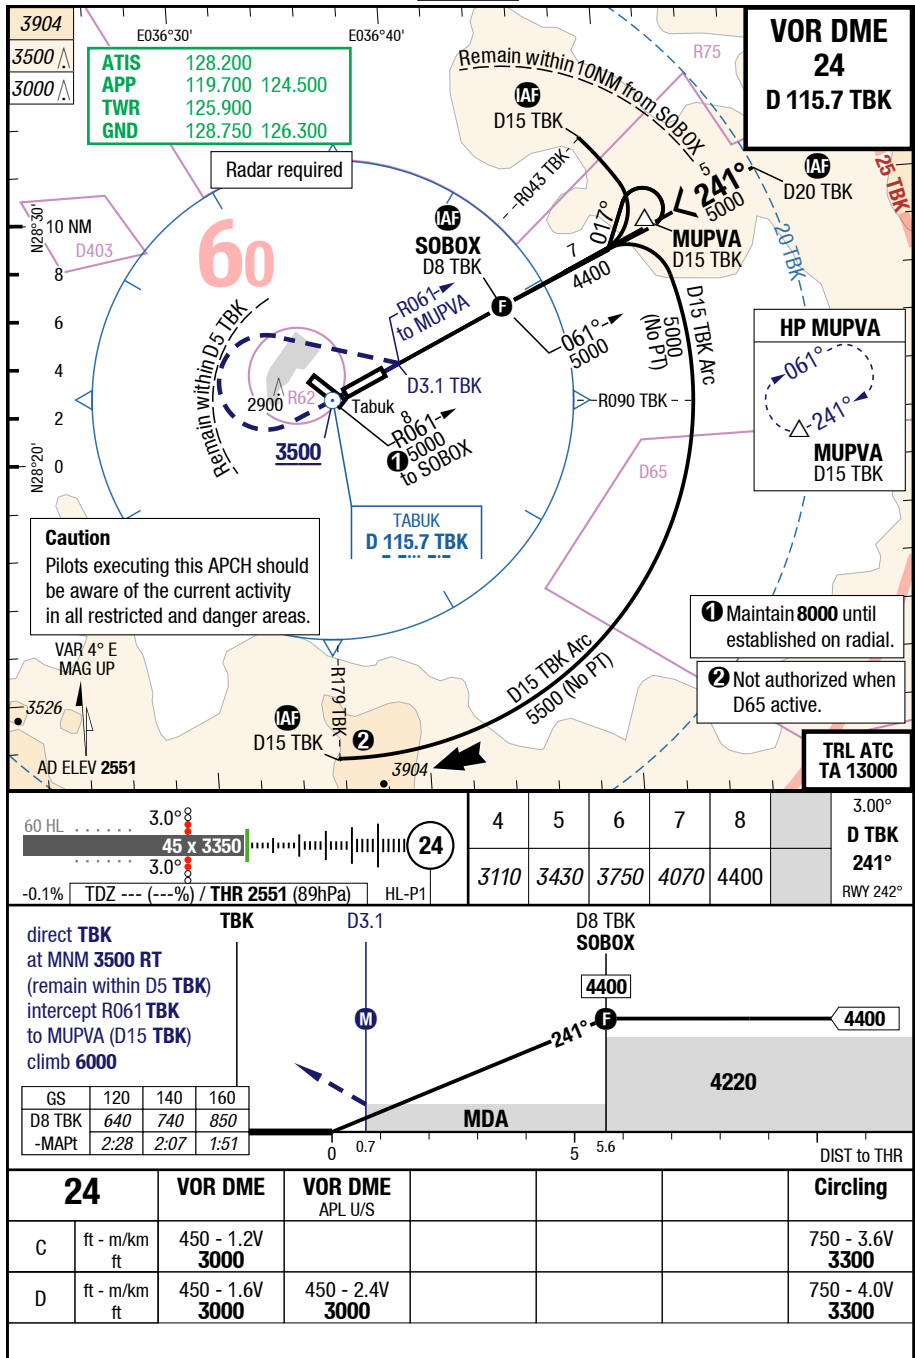 3904
3500
3000
E036°30'
E036°40'
ATIS 128.200
APP 119.700 124.500
TWR 125.900
GND 128.750 126.300
VOR DME
24
D 115.7 TBK
Radar required
Remain within 10NM from SOBOX
R75
IAF
D15 TBK
R043 TBK
IAF
D20 TBK
25 TBK
20 TBK
5
241°
5000
017°
MUPVA
D15 TBK
7
4400
N28°30'
10 NM
D403
60
IAF
SOBOX
D8 TBK
F
R061
to MUPVA
061°
5000
D15 TBK Arc
5000
(No PT)
HP MUPVA
061°
241°
MUPVA
D15 TBK
8
6
4
2
0
N28°20'
Remain within D5 TBK
2900
R62
Tabuk
D3.1 TBK
R090 TBK
3500
8
R061
5000
to SOBOX
1
D65
TABUK
D 115.7 TBK
Caution
Pilots executing this APCH should
be aware of the current activity
in all restricted and danger areas.
1 Maintain 8000 until
established on radial.
2 Not authorized when
D65 active.
VAR 4° E
MAG UP
3526
AD ELEV 2551
R179 TBK
IAF
D15 TBK
2
3904
D15 TBK Arc
5500 (No PT)
TRL ATC
TA 13000
60 HL
3.0°
45 x 3350
3.0°
24
-0.1%
TDZ --- (---%) / THR 2551 (89hPa)
HL-P1
4 5 6 7 8
3110 3430 3750 4070 4400
3.00°
D TBK
241°
RWY 242°
direct TBK
at MNM 3500 RT
(remain within D5 TBK)
intercept R061 TBK
to MUPVA (D15 TBK)
climb 6000
TBK
D3.1
D8 TBK
SOBOX
4400
M
241°
F
4400
4220
MDA
GS 120 140 160
D8 TBK 640 740 850
-MAPt 2:28 2:07 1:51
0 0.7 5 5.6
DIST to THR
24 VOR DME VOR DME Circling
APL U/S
C ft - m/km 450 - 1.2V 750 - 3.6V
ft 3000 3300
D ft - m/km 450 - 1.6V 450 - 2.4V 750 - 4.0V
ft 3000 3000 3300